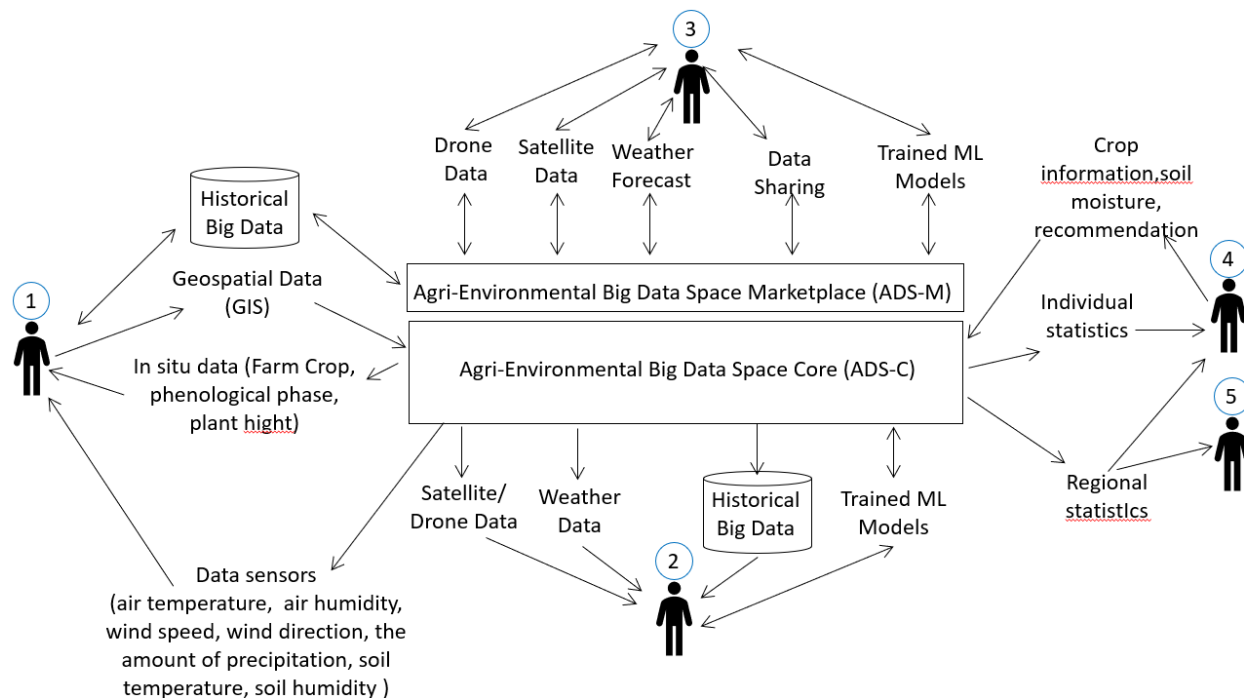 3
Drone
Data
Satellite
Data
Weather
Forecast
Data
Sharing
Trained ML
Models
Crop
information,soil
moisture,
recommendation
Historical
Big Data
1
Geospatial Data
(GIS)
In situ data (Farm Crop,
phenological phase,
plant hight)
Agri-Environmental Big Data Space Marketplace (ADS-M)
Agri-Environmental Big Data Space Core (ADS-C)
4
Individual
statistics
5
Regional
statistIcs
Satellite/
Drone Data
Weather
Data
Historical
Big Data
Trained ML
Models
2
Data sensors
(air temperature, air humidity,
wind speed, wind direction, the
amount of precipitation, soil
temperature, soil humidity )